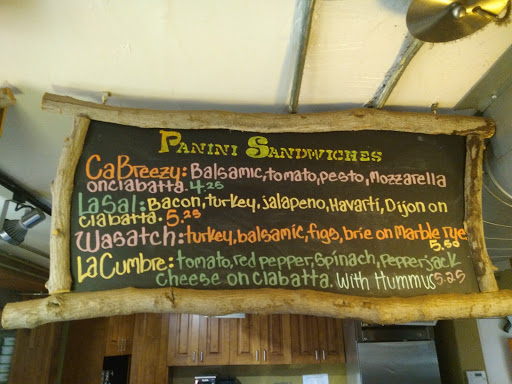 Panini Sandwiches
CaBreezy: Balsamic, tomato, pesto, Mozzarella
on ciabatta. 4.25
LaSal: Bacon, turkey, jalapeno, Havarti, Dijon on
ciabatta. 5.25
Wasatch: turkey, balsamic, figs, brie on Marble rye
5.50
La Cumbre: tomato, red pepper, Spinach, pepperjack
cheese on ciabatta. With Hummus 5.25